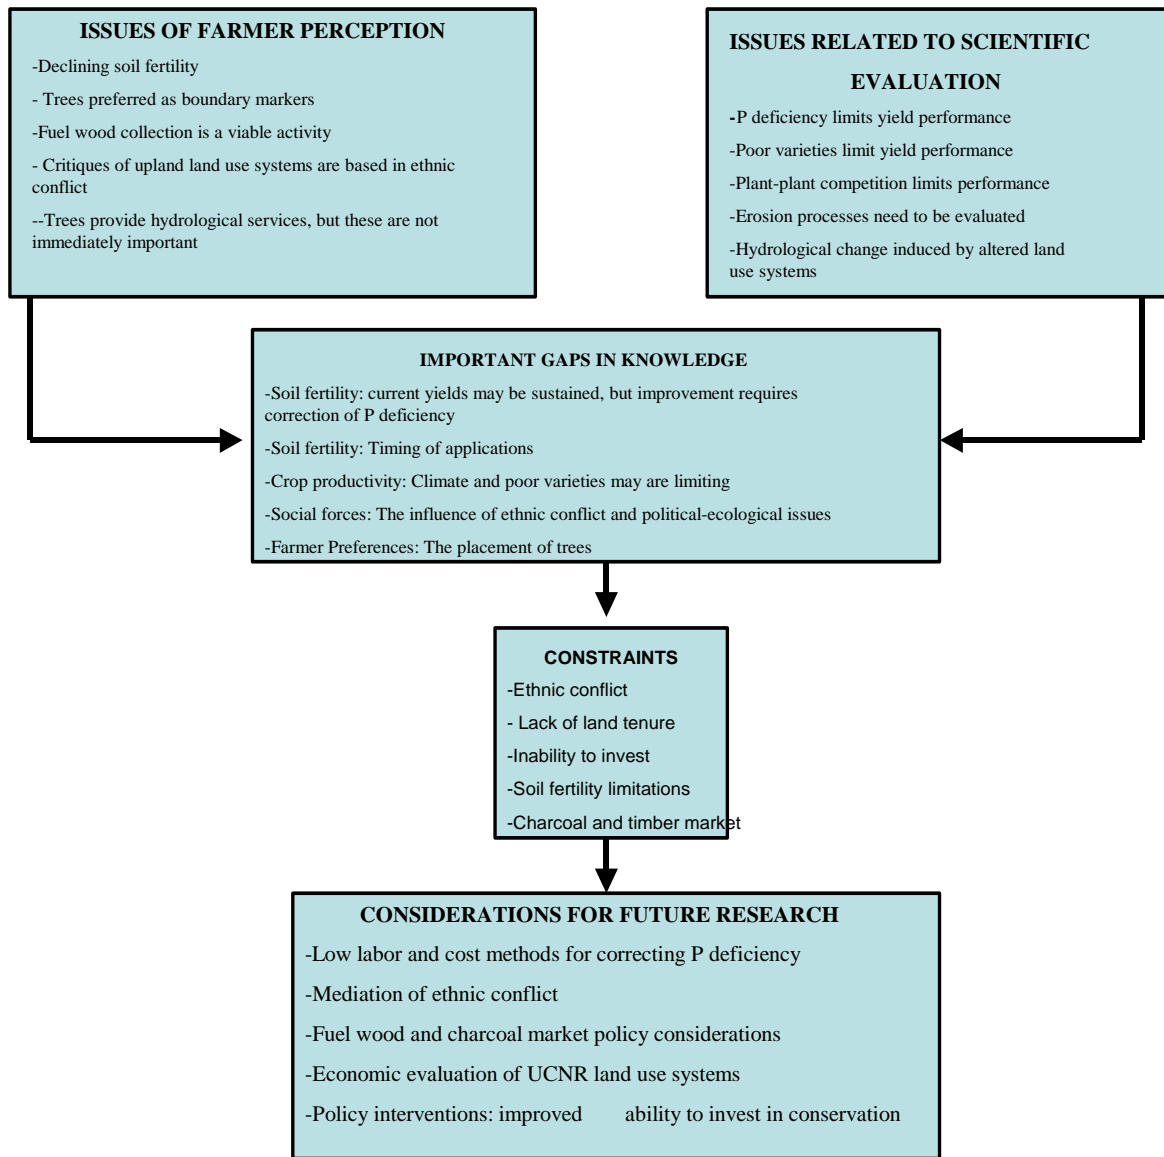 ISSUES OF FARMER PERCEPTION
-Declining soil fertility
- Trees preferred as boundary markers
-Fuel wood collection is a viable activity
- Critiques of upland land use systems are based in ethnic
conflict
--Trees provide hydrological services, but these are not
immediately important
ISSUES RELATED TO SCIENTIFIC
EVALUATION
-P deficiency limits yield performance
-Poor varieties limit yield performance
-Plant-plant competition limits performance
-Erosion processes need to be evaluated
-Hydrological change induced by altered land
use systems
IMPORTANT GAPS IN KNOWLEDGE
-Soil fertility: current yields may be sustained, but improvement requires
correction of P deficiency
-Soil fertility: Timing of applications
-Crop productivity: Climate and poor varieties may are limiting
-Social forces: The influence of ethnic conflict and political-ecological issues
-Farmer Preferences: The placement of trees
CONSTRAINTS
-Ethnic conflict
- Lack of land tenure
-Inability to invest
-Soil fertility limitations
-Charcoal and timber market
CONSIDERATIONS FOR FUTURE RESEARCH
-Low labor and cost methods for correcting P deficiency
-Mediation of ethnic conflict
-Fuel wood and charcoal market policy considerations
-Economic evaluation of UCNR land use systems
-Policy interventions: improved ability to invest in conservation